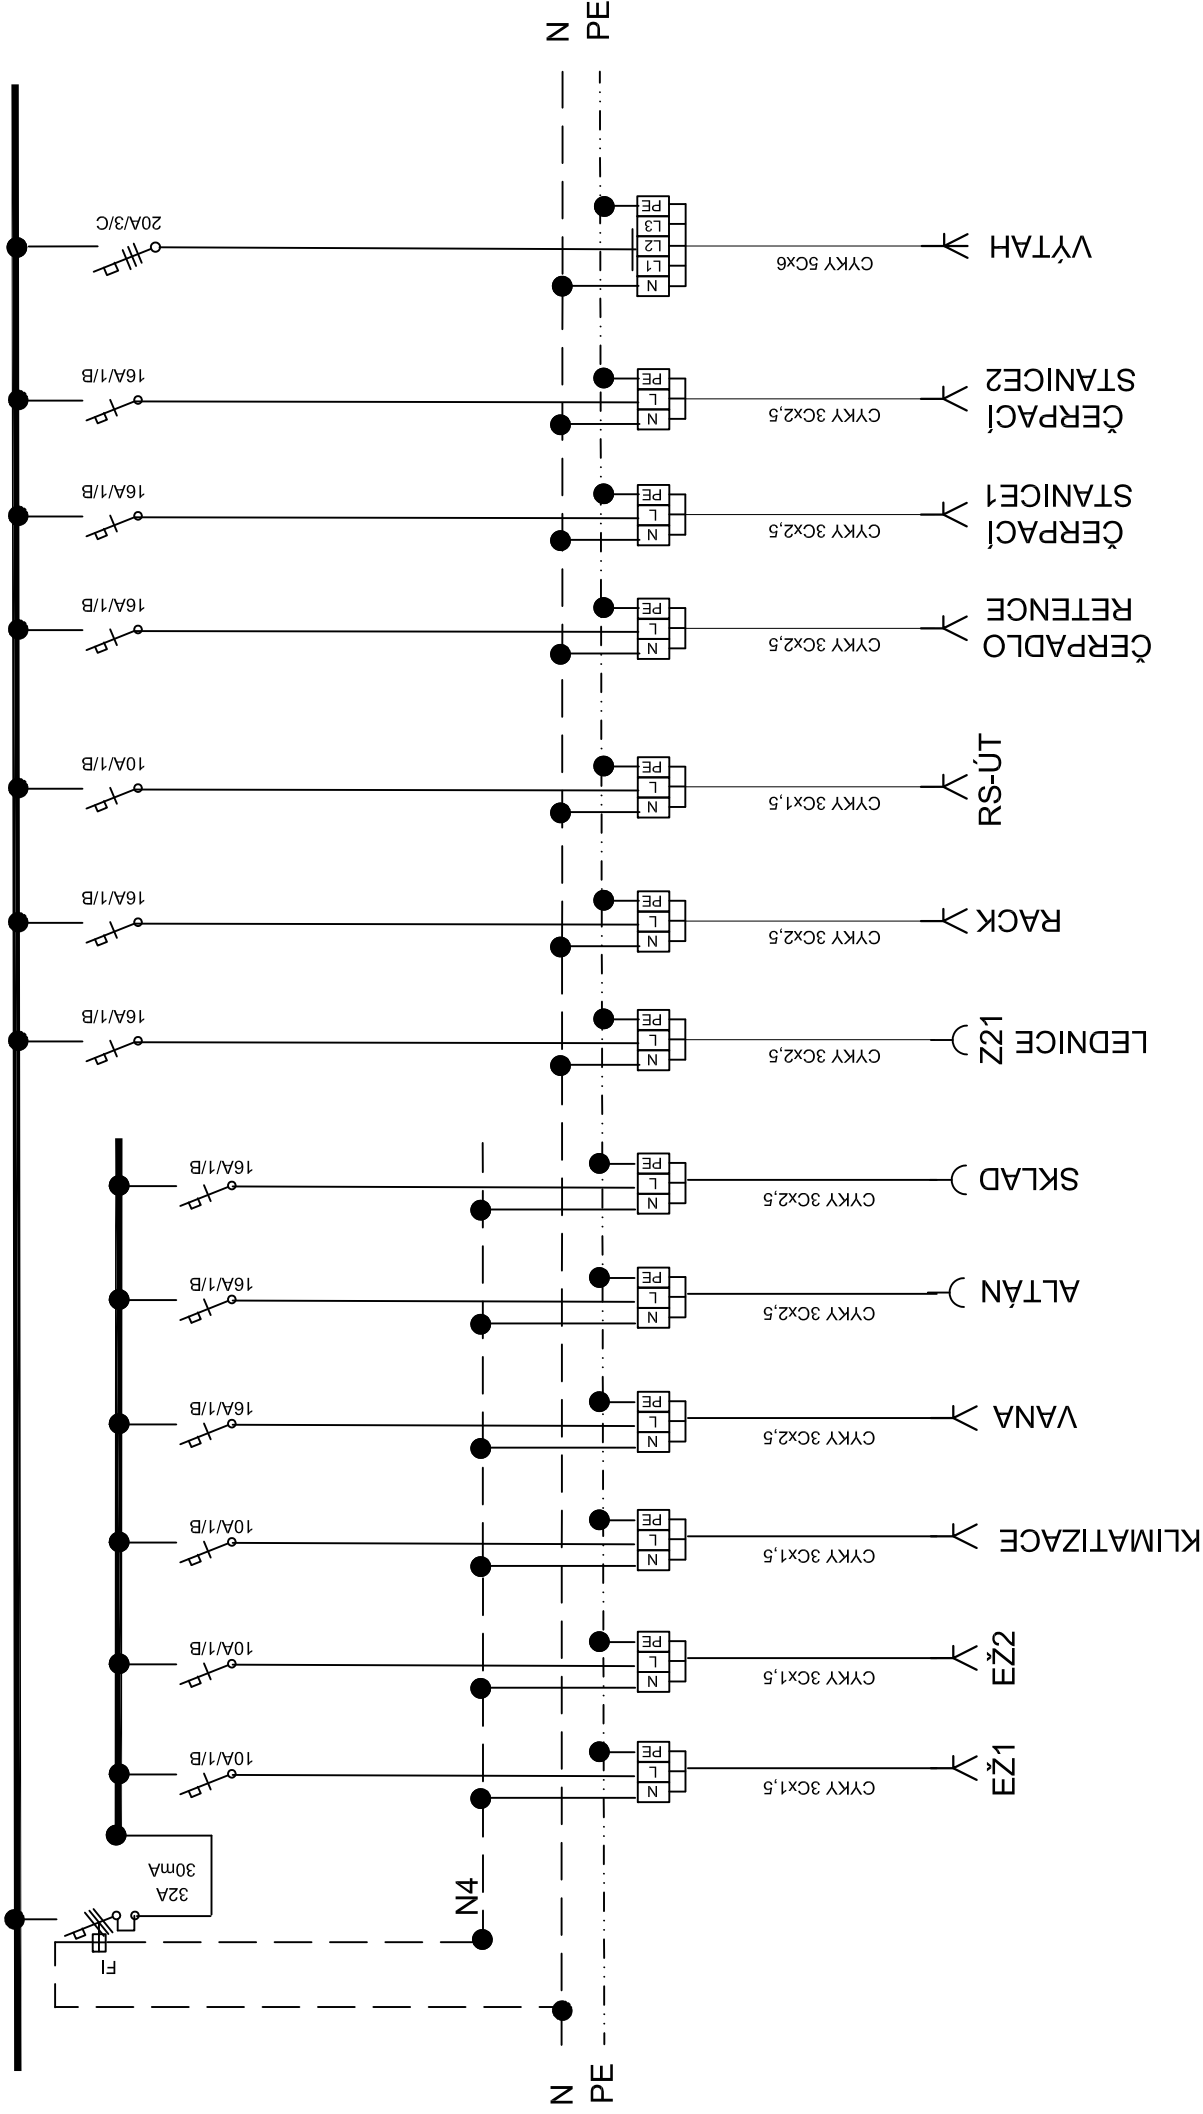 N
PE
20A/3/C
PE
L3
L2
L1
N
CYKY 5Cx6
VÝTAH
16A/1/B
PE
L
N
CYKY 3Cx2,5
ČERPACÍ
STANICE2
16A/1/B
PE
L
N
CYKY 3Cx2,5
ČERPACÍ
STANICE1
16A/1/B
PE
L
N
CYKY 3Cx2,5
ČERPADLO
RETENCE
10A/1/B
PE
L
N
CYKY 3Cx1,5
RS-ÚT
16A/1/B
PE
L
N
CYKY 3Cx2,5
RACK
16A/1/B
PE
L
N
CYKY 3Cx2,5
Z21
LEDNICE
16A/1/B
PE
L
N
CYKY 3Cx2,5
SKLAD
16A/1/B
PE
L
N
CYKY 3Cx2,5
ALTÁN
16A/1/B
PE
L
N
CYKY 3Cx2,5
VANA
10A/1/B
PE
L
N
CYKY 3Cx1,5
KLIMATIZACE
10A/1/B
PE
L
N
CYKY 3Cx1,5
EŽ2
10A/1/B
PE
L
N
CYKY 3Cx1,5
EŽ1
32A
30mA
FI
N4
N
PE